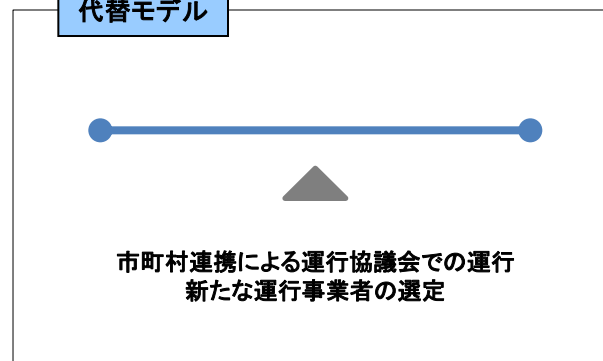 代替モデル
市町村連携による運行協議会での運行
新たな運行事業者の選定